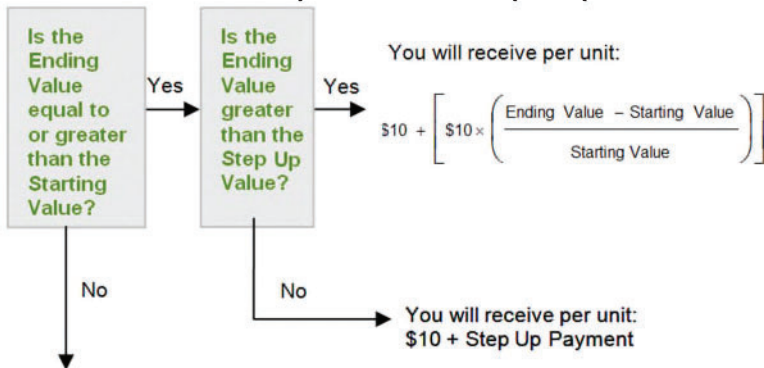 Is the
Ending
Value
equal to
or greater
than the
Starting
Value?
Yes
Is the
Ending
Value
greater
than the
Step Up
Value?
Yes
You will receive per unit:
$10 + [ $10 × ( Ending Value – Starting Value
Starting Value ) ]
No
No
You will receive per unit:
$10 + Step Up Payment